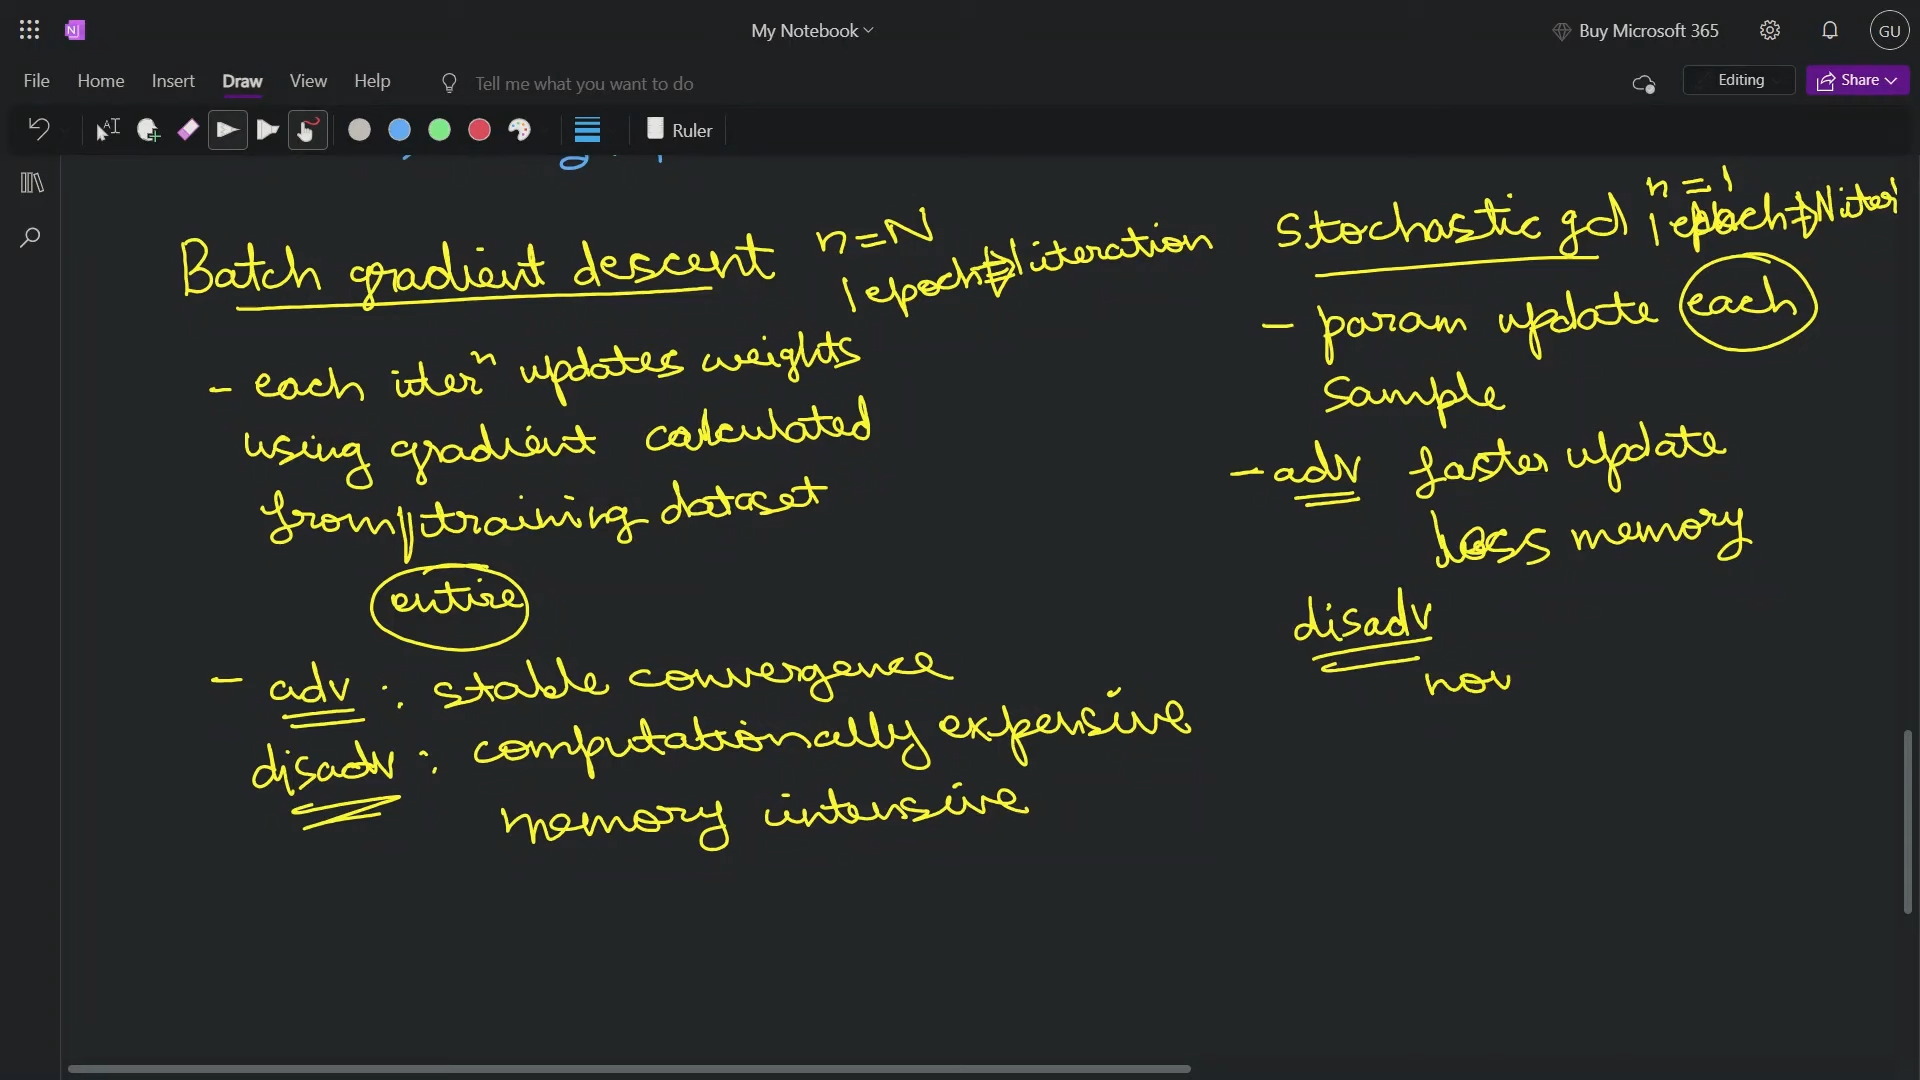 My Notebook
Buy Microsoft 365
GU
File Home Insert Draw View Help Tell me what you want to do
Editing Share
Ruler
Batch gradient descent n=N
1 epoch ⇒ 1 iteration
- each iterⁿ updates weights
using gradient calculated
from training dataset
entire
- adv : stable convergence
disadv : computationally expensive
memory intensive
Stochastic gd n=1
1 epoch ⇒ N iter
- param update each
sample
- adv faster update
less memory
disadv